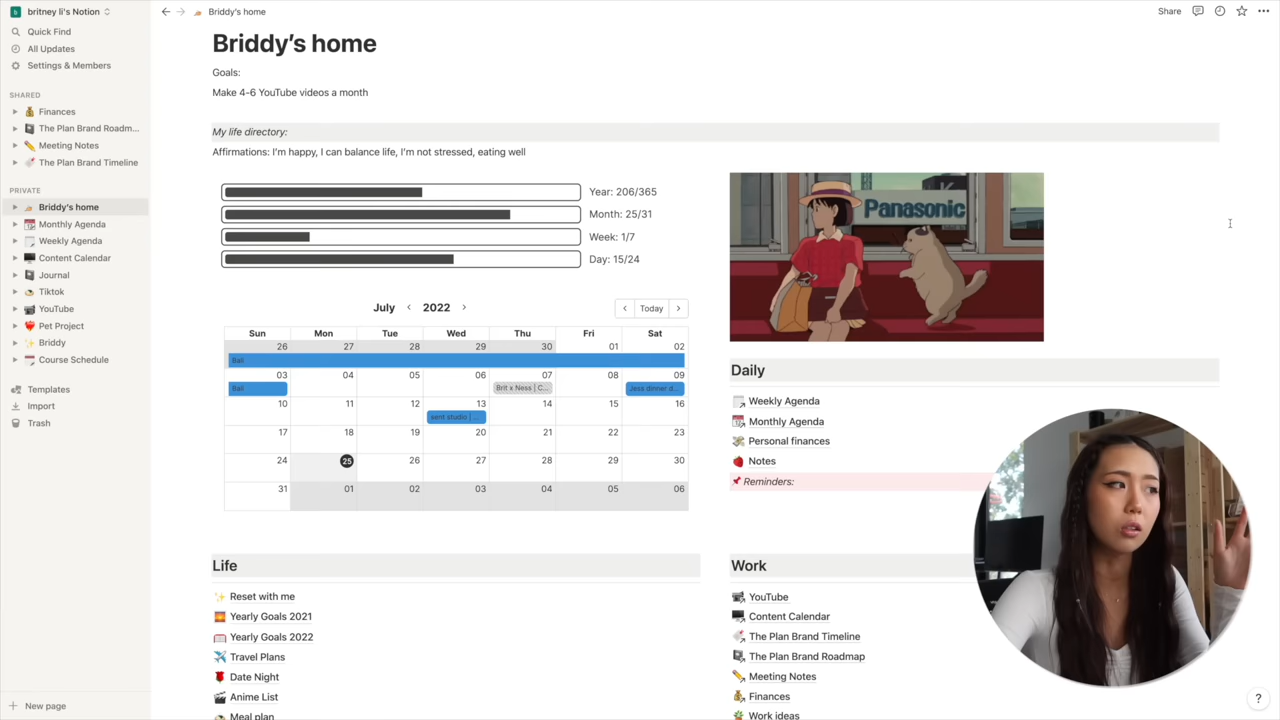 britney li's Notion
Quick Find
All Updates
Settings & Members
SHARED
Finances
The Plan Brand Roadm...
Meeting Notes
The Plan Brand Timeline
PRIVATE
Briddy's home
Monthly Agenda
Weekly Agenda
Content Calendar
Journal
Tiktok
YouTube
Pet Project
Briddy
Course Schedule
Templates
Import
Trash
New page
Briddy's home
Share
Briddy's home
Goals:
Make 4-6 YouTube videos a month
My life directory:
Affirmations: I'm happy, I can balance life, I'm not stressed, eating well
Year: 206/365
Month: 25/31
Week: 1/7
Day: 15/24
Panasonic
July 2022 Today
Sun Mon Tue Wed Thu Fri Sat
26 27 28 29 30 01 02
Bali
03 04 05 06 07 08 09
Bali Brit x Ness | C... Jess dinner d...
10 11 12 13 14 15 16
sent studio | ...
17 18 19 20 21 22 23
24 25 26 27 28 29 30
31 01 02 03 04 05 06
Daily
Weekly Agenda
Monthly Agenda
Personal finances
Notes
Reminders:
Life
Reset with me
Yearly Goals 2021
Yearly Goals 2022
Travel Plans
Date Night
Anime List
Meal plan
Work
YouTube
Content Calendar
The Plan Brand Timeline
The Plan Brand Roadmap
Meeting Notes
Finances
Work ideas
?